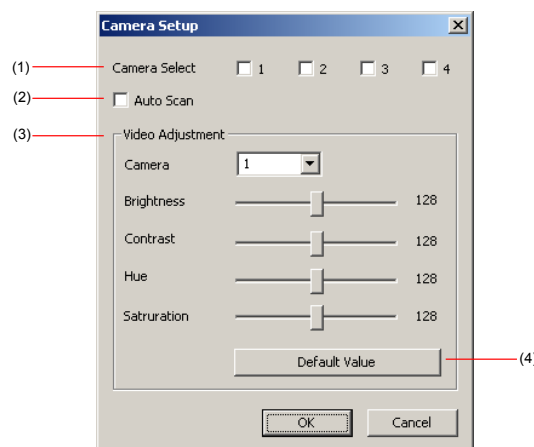 Camera Setup
(1) Camera Select 1 2 3 4
(2) Auto Scan
(3) Video Adjustment
Camera 1
Brightness 128
Contrast 128
Hue 128
Satruration 128
Default Value (4)
OK Cancel